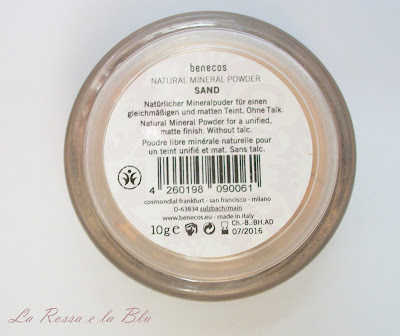 benecos
NATURAL MINERAL POWDER
SAND
Natürlicher Mineralpuder für einen
gleichmäßigen und matten Teint. Ohne Talk.
Natural Mineral Powder for a unified,
matte finish. Without talc.
Poudre libre minérale naturelle pour
un teint unifié et mat. Sans talc.
4 260198 090061
cosmondial frankfurt - san francisco - milano
D-63834 sulzbach/main
www.benecos.eu - made in italy
10g e
Ch.-B..BH.AD
07/2016
La Rossa e la Blu